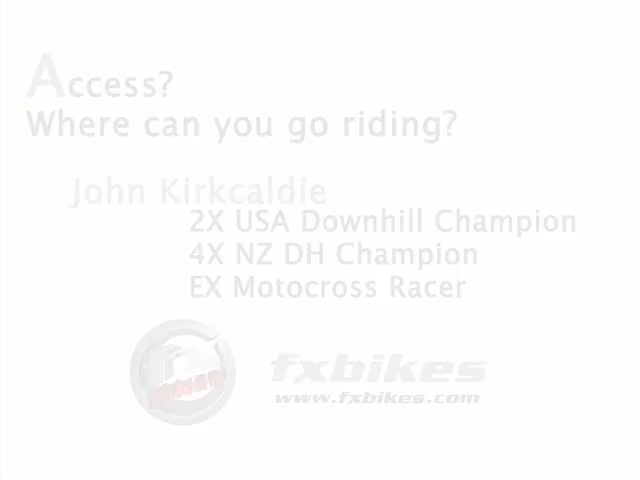 Access?
Where can you go riding?
John Kirkcaldie
2X USA Downhill Champion
4X NZ DH Champion
EX Motocross Racer
fxbikes
www.fxbikes.com